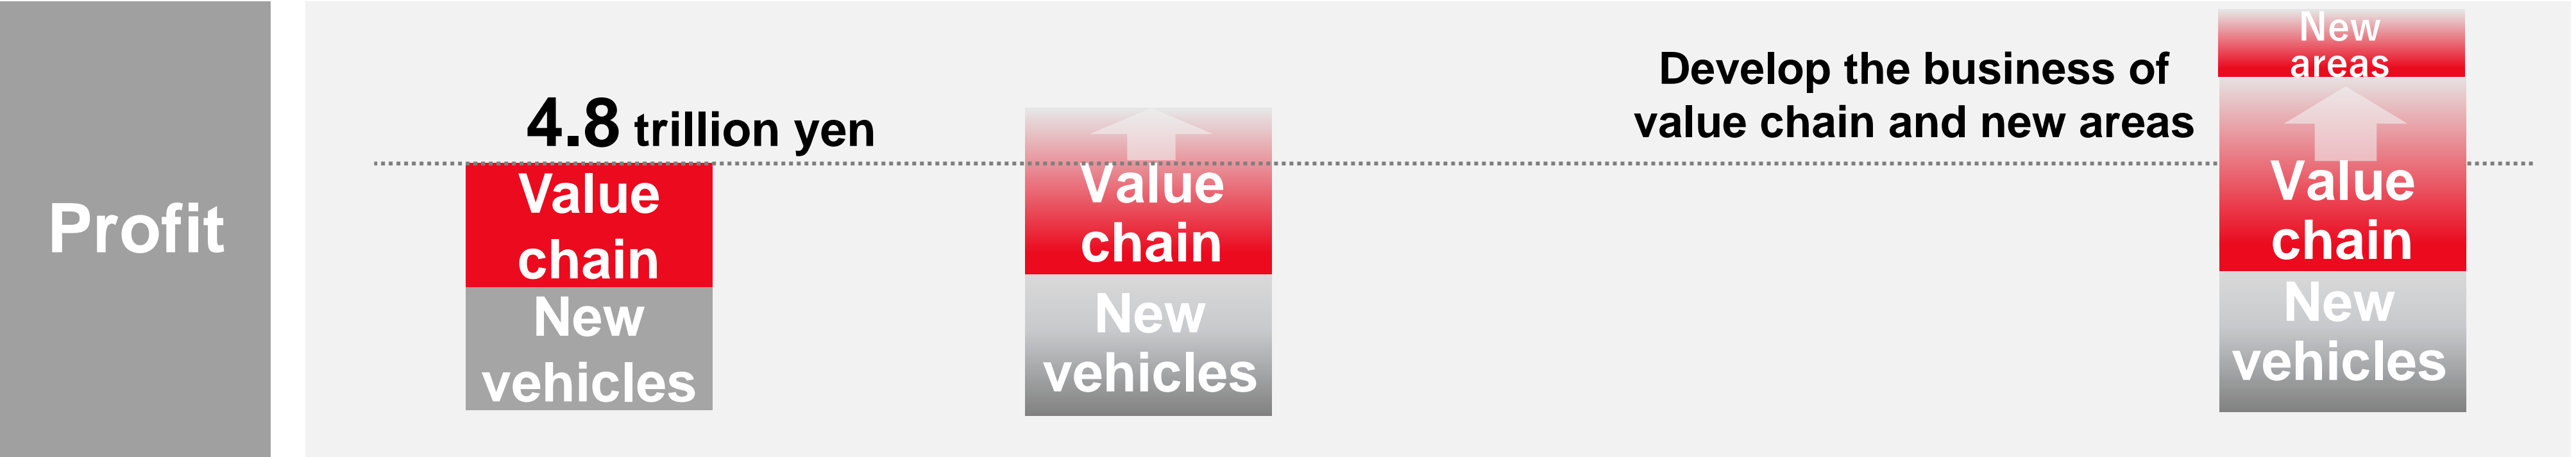 Profit
4.8 trillion yen
Value
chain
New
vehicles
Value
chain
New
vehicles
Develop the business of
value chain and new areas
New
areas
Value
chain
New
vehicles